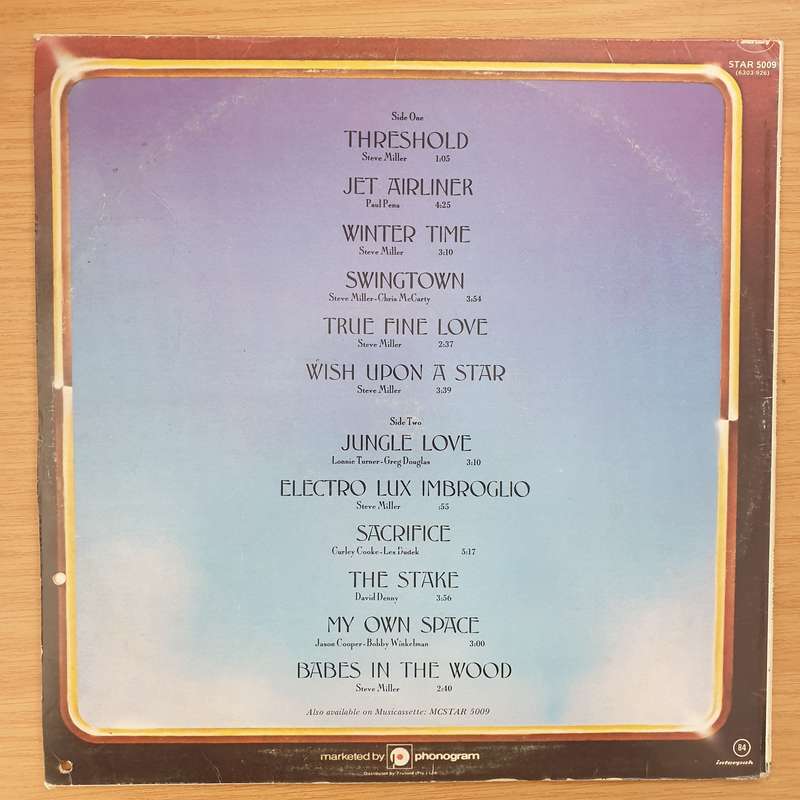 STAR 5009
(6303 926)
Side One
THRESHOLD
Steve Miller 1:05
JET AIRLINER
Paul Pena 4:25
WINTER TIME
Steve Miller 3:10
SWINGTOWN
Steve Miller-Chris McCarty 3:54
TRUE FINE LOVE
Steve Miller 2:37
WISH UPON A STAR
Steve Miller 3:39
Side Two
JUNGLE LOVE
Lonnie Turner-Greg Douglas 3:10
ELECTRO LUX IMBROGLIO
Steve Miller :55
SACRIFICE
Curley Cooke-Les Dudek 5:17
THE STAKE
David Denny 3:56
MY OWN SPACE
Jason Cooper-Bobby Winkelman 3:00
BABES IN THE WOOD
Steve Miller 2:40
Also available on Musicassette: MCSTAR 5009
marketed by phonogram
Distributed by
84
interpak